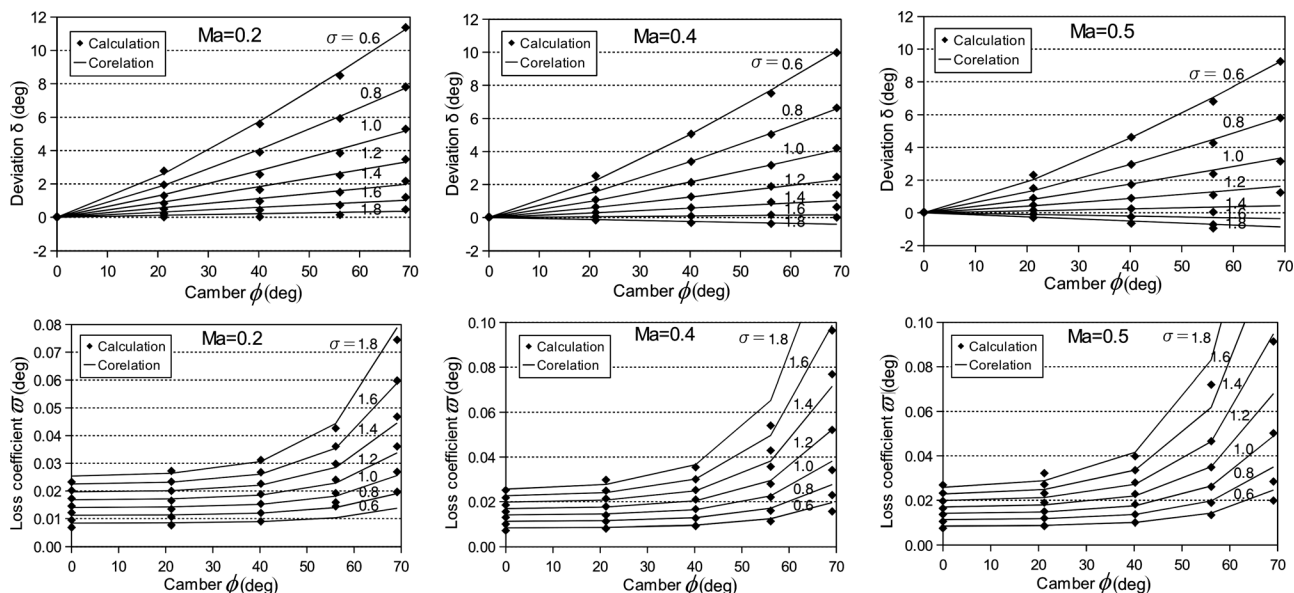 Ma=0.2
Calculation
Corelation
σ = 0.6
0.8
1.0
1.2
1.4
1.6
1.8
12
10
8
6
4
2
0
-2
0 10 20 30 40 50 60 70
Deviation δ (deg)
Camber ϕ(deg)
Ma=0.4
Calculation
Corelation
σ = 0.6
0.8
1.0
1.2
1.4
1.6
1.8
12
10
8
6
4
2
0
-2
0 10 20 30 40 50 60 70
Deviation δ (deg)
Camber ϕ(deg)
Ma=0.5
Calculation
Corelation
σ = 0.6
0.8
1.0
1.2
1.4
1.6
1.8
12
10
8
6
4
2
0
-2
0 10 20 30 40 50 60 70
Deviation δ (deg)
Camber ϕ(deg)
Ma=0.2
Calculation
Corelation
σ = 1.8
1.6
1.4
1.2
1.0
0.8
0.6
0.08
0.07
0.06
0.05
0.04
0.03
0.02
0.01
0.00
0 10 20 30 40 50 60 70
Loss coefficient ϖ (deg)
Camber ϕ(deg)
Ma=0.4
Calculation
Corelation
σ = 1.8
1.6
1.4
1.2
1.0
0.8
0.6
0.10
0.08
0.06
0.04
0.02
0.00
0 10 20 30 40 50 60 70
Loss coefficient ϖ (deg)
Camber ϕ(deg)
Ma=0.5
Calculation
Corelation
σ = 1.8
1.6
1.4
1.2
1.0
0.8
0.6
0.10
0.08
0.06
0.04
0.02
0.00
0 10 20 30 40 50 60 70
Loss coefficient ϖ (deg)
Camber ϕ(deg)